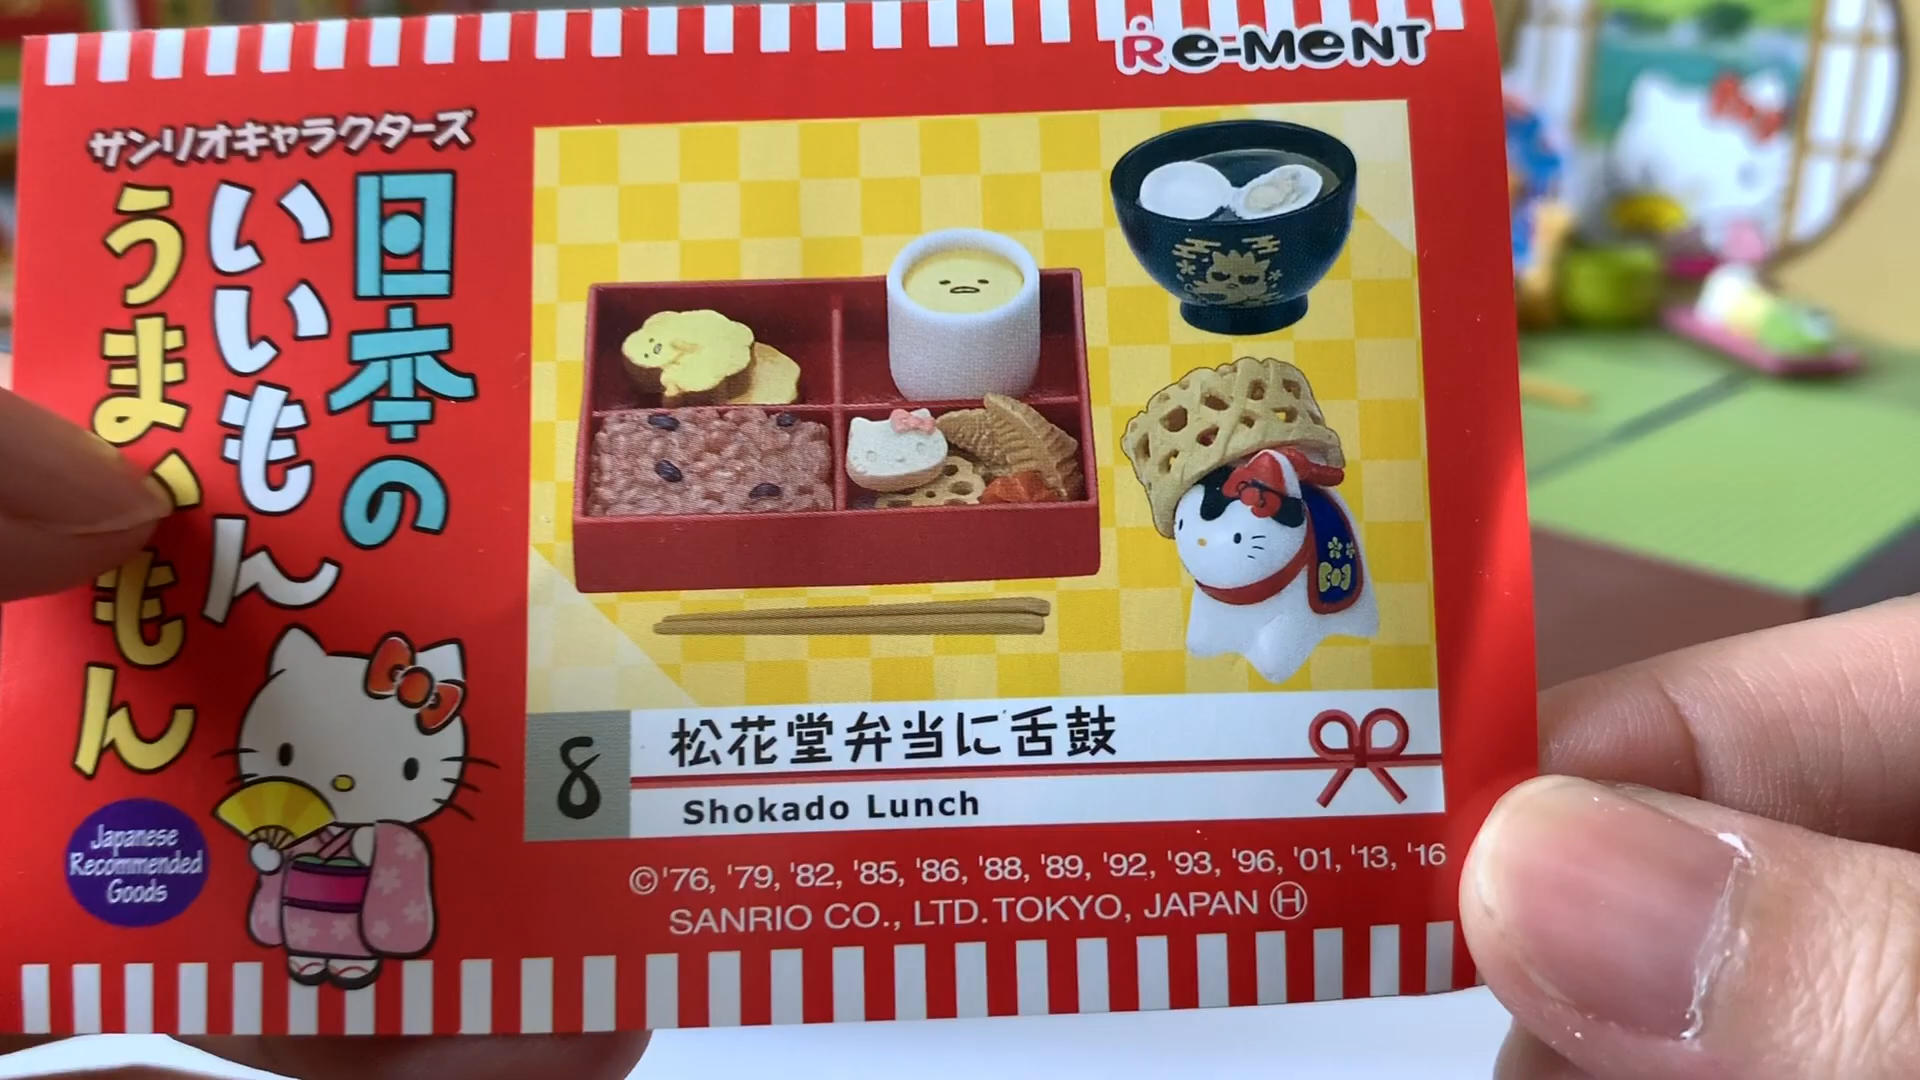 Re-MeNT
サンリオキャラクターズ
日本の
いいもん
うまいもん
Japanese
Recommended
Goods
8
松花堂弁当に舌鼓
Shokado Lunch
©'76, '79, '82, '85, '86, '88, '89, '92, '93, '96, '01, '13, '16
SANRIO CO., LTD. TOKYO, JAPAN Ⓗ